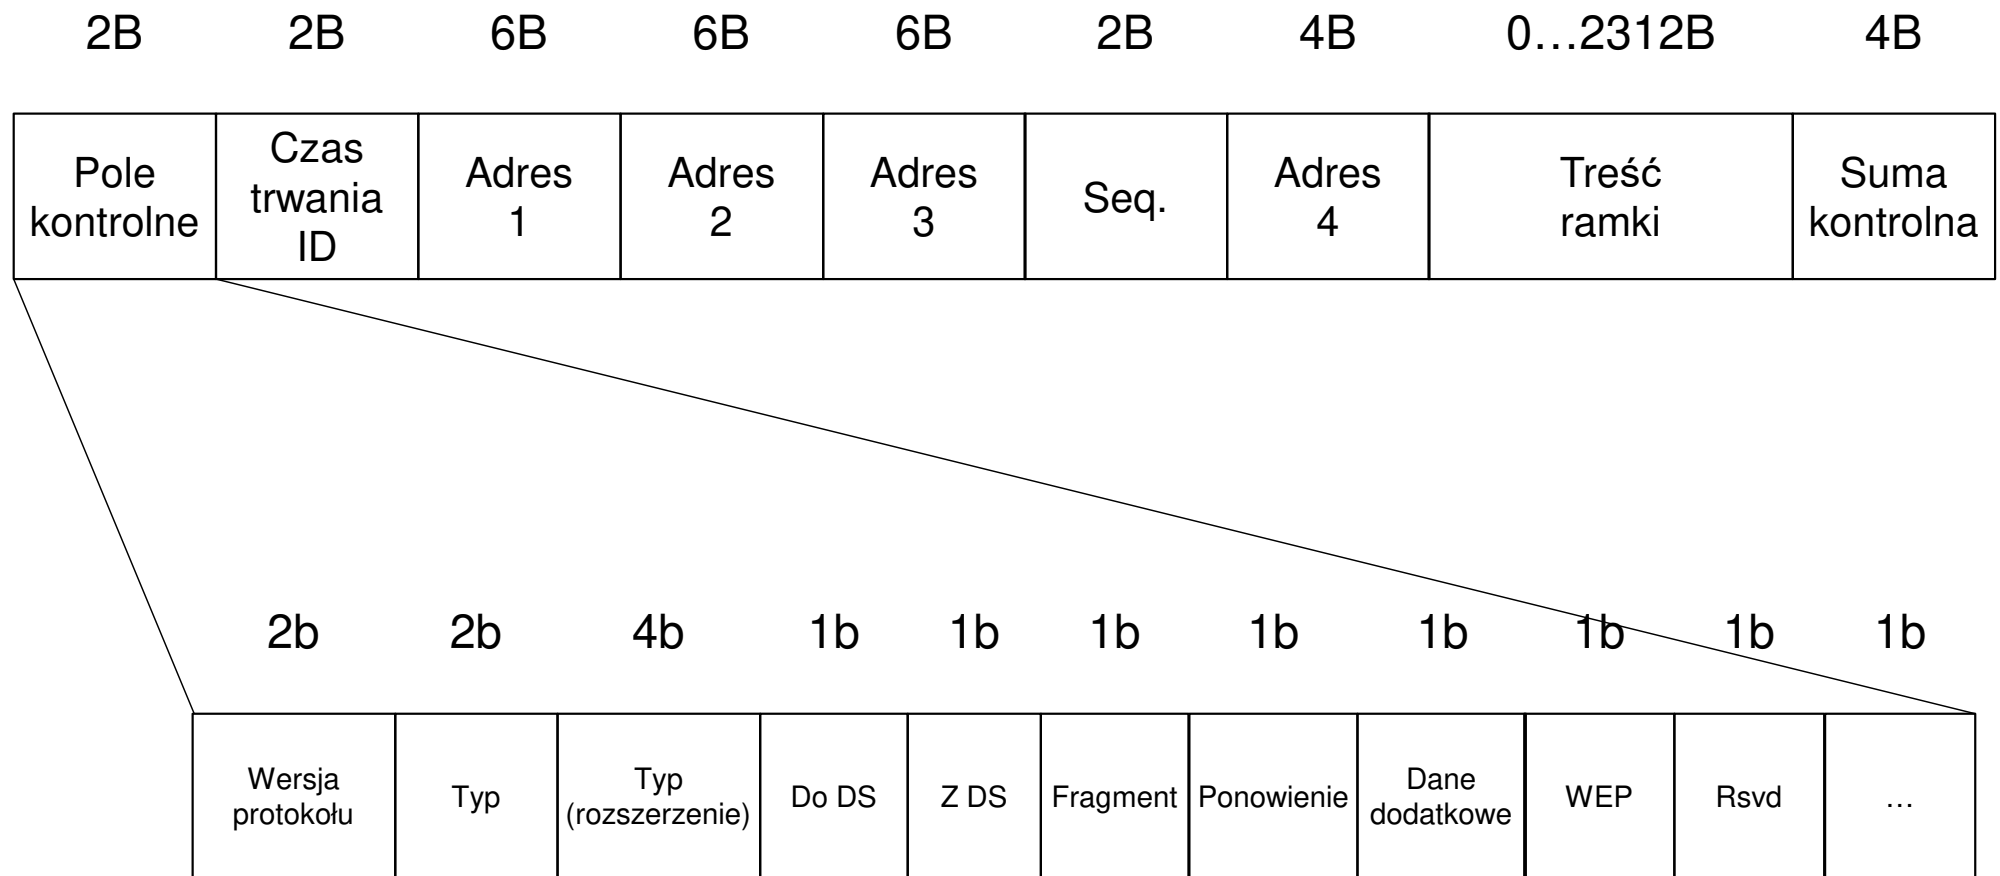 2B 2B 6B 6B 6B 2B 4B 0…2312B 4B
Pole
kontrolne
Czas
trwania
ID
Adres
1
Adres
2
Adres
3
Seq.
Adres
4
Treść
ramki
Suma
kontrolna
2b 2b 4b 1b 1b 1b 1b 1b 1b 1b 1b
Wersja
protokołu
Typ
Typ
(rozszerzenie)
Do DS
Z DS
Fragment
Ponowienie
Dane
dodatkowe
WEP
Rsvd
…